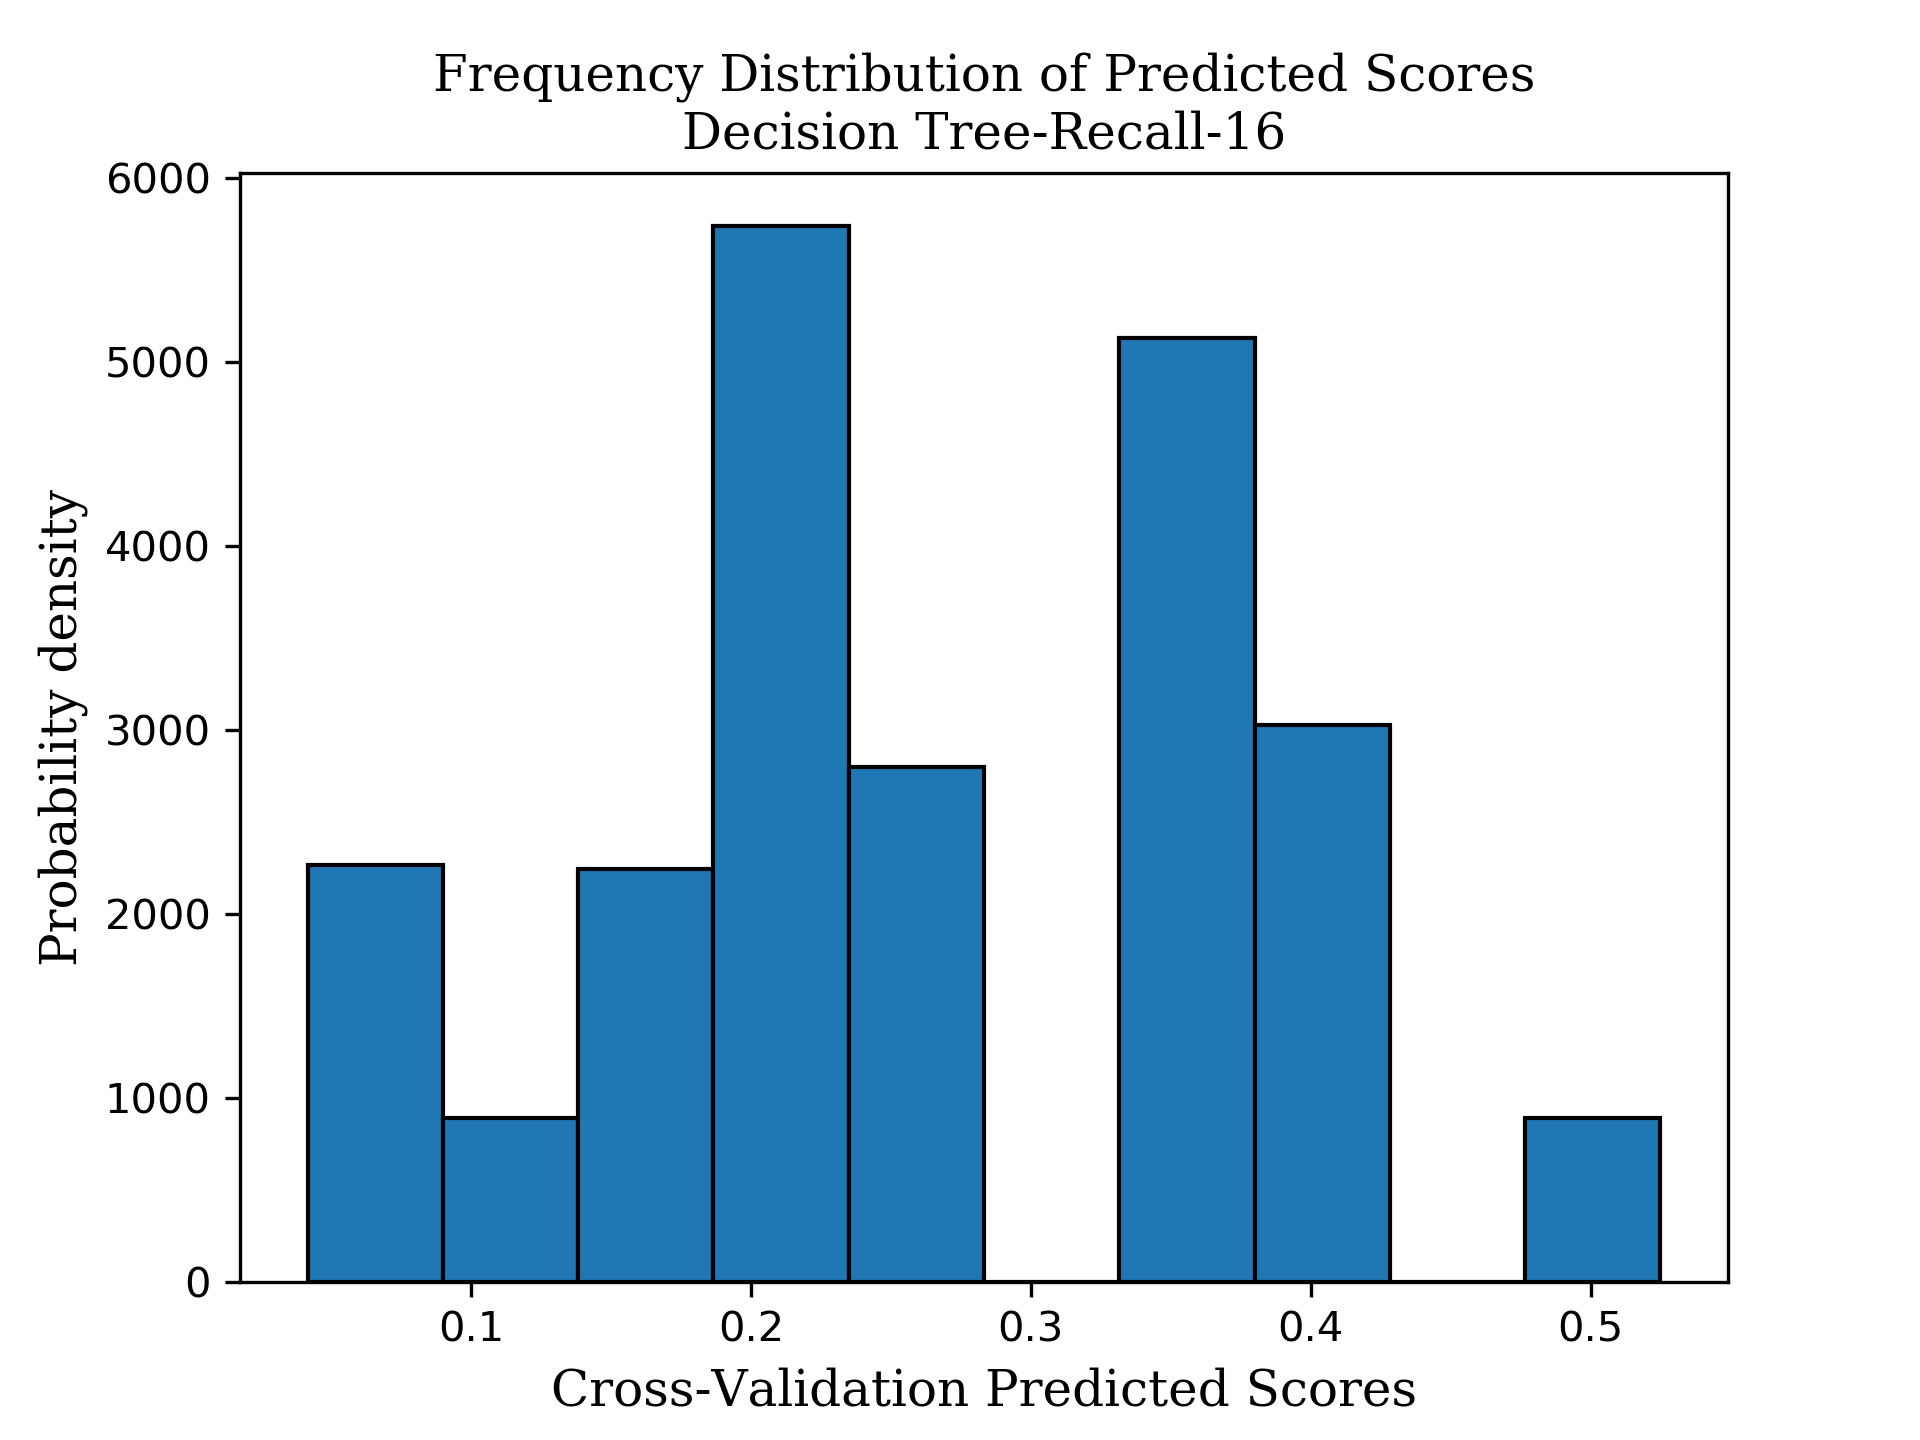 Frequency Distribution of Predicted Scores
Decision Tree-Recall-16
6000
5000
4000
3000
2000
1000
0
Probability density
0.1 0.2 0.3 0.4 0.5
Cross-Validation Predicted Scores